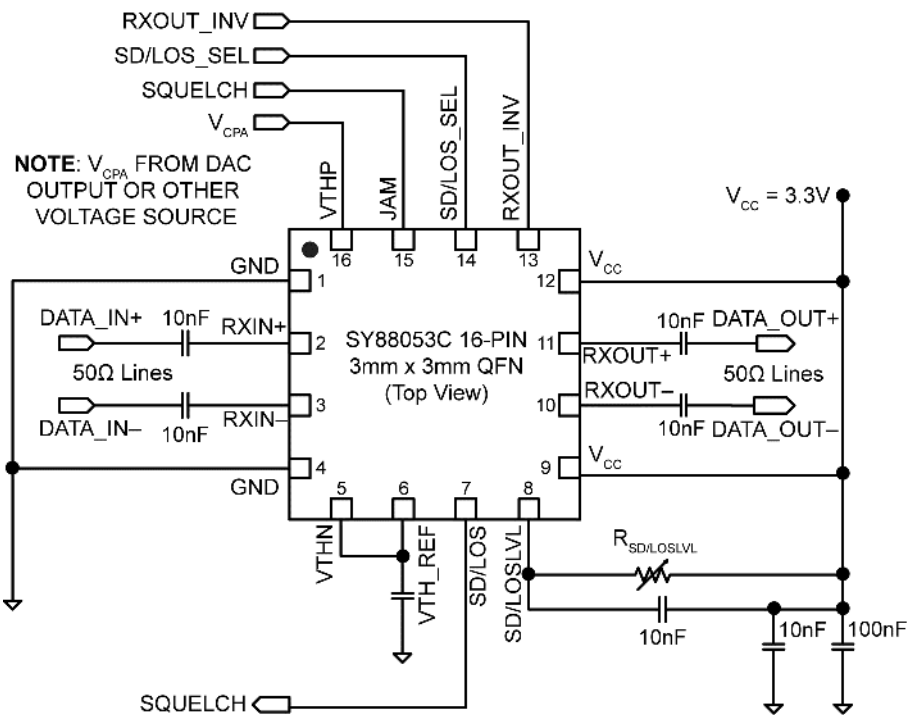 RXOUT_INV
SD/LOS_SEL
SQUELCH
VCPA
NOTE: VCPA FROM DAC
OUTPUT OR OTHER
VOLTAGE SOURCE
VTHP
JAM
SD/LOS_SEL
RXOUT_INV
VCC = 3.3V
16
15
14
13
GND
1
12
VCC
DATA_IN+
10nF
RXIN+
2
SY88053C 16-PIN
3mm x 3mm QFN
(Top View)
11
RXOUT+
10nF
DATA_OUT+
50Ω Lines
50Ω Lines
DATA_IN–
10nF
RXIN–
3
10
RXOUT–
10nF
DATA_OUT–
GND
4
9
VCC
5
6
7
8
VTHN
VTH_REF
SD/LOS
SD/LOSLVL
RSD/LOSLVL
10nF
10nF
100nF
SQUELCH